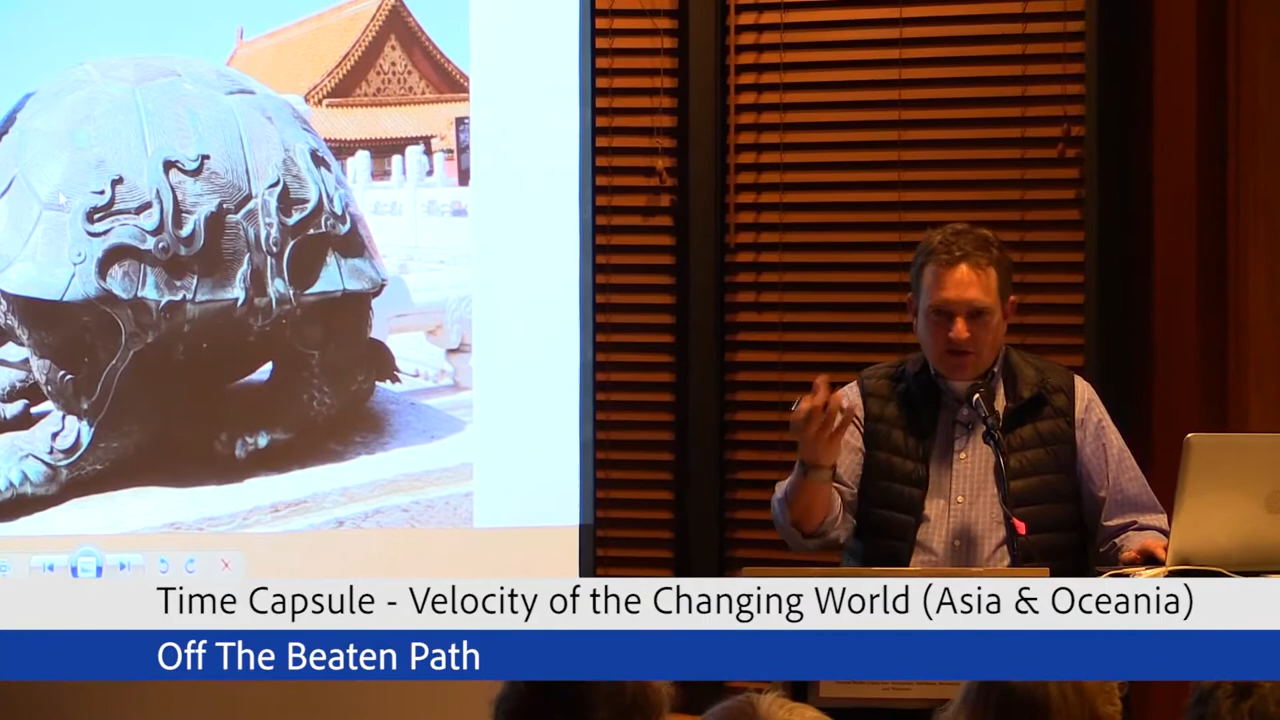 Time Capsule - Velocity of the Changing World (Asia & Oceania)
Off The Beaten Path